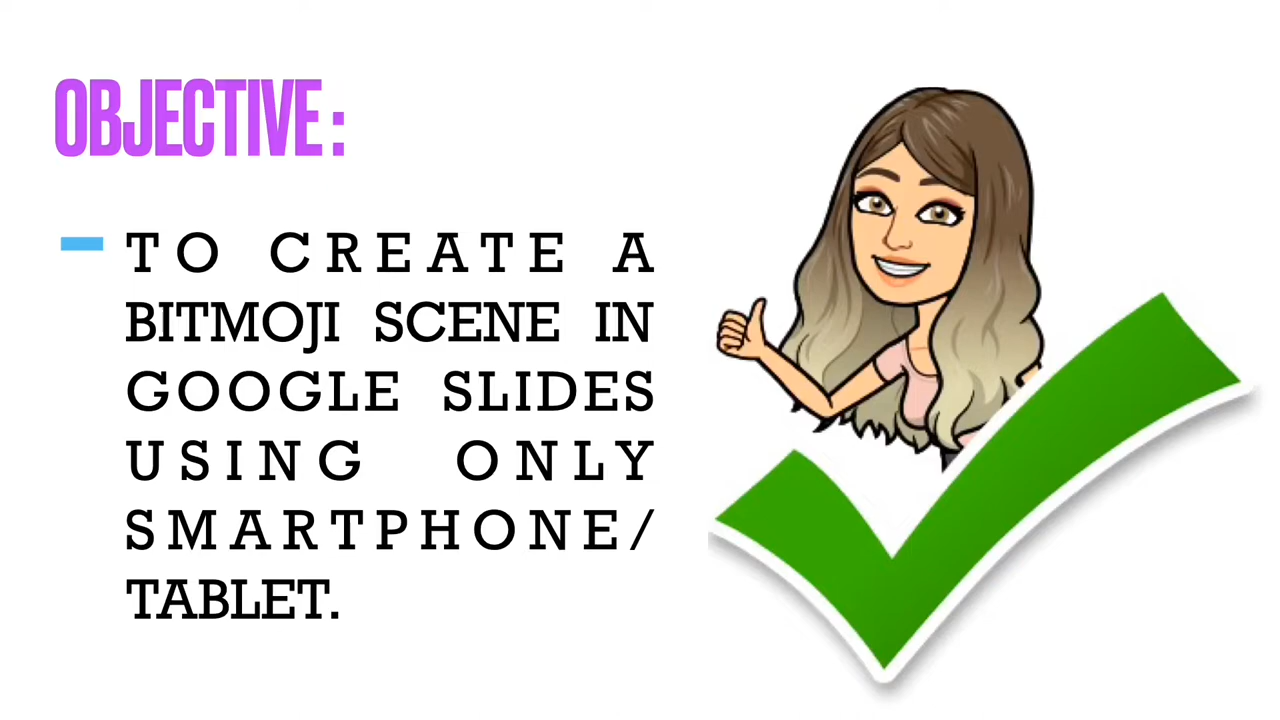 OBJECTIVE:
- TO CREATE A
BITMOJI SCENE IN
GOOGLE SLIDES
USING ONLY
SMARTPHONE/
TABLET.